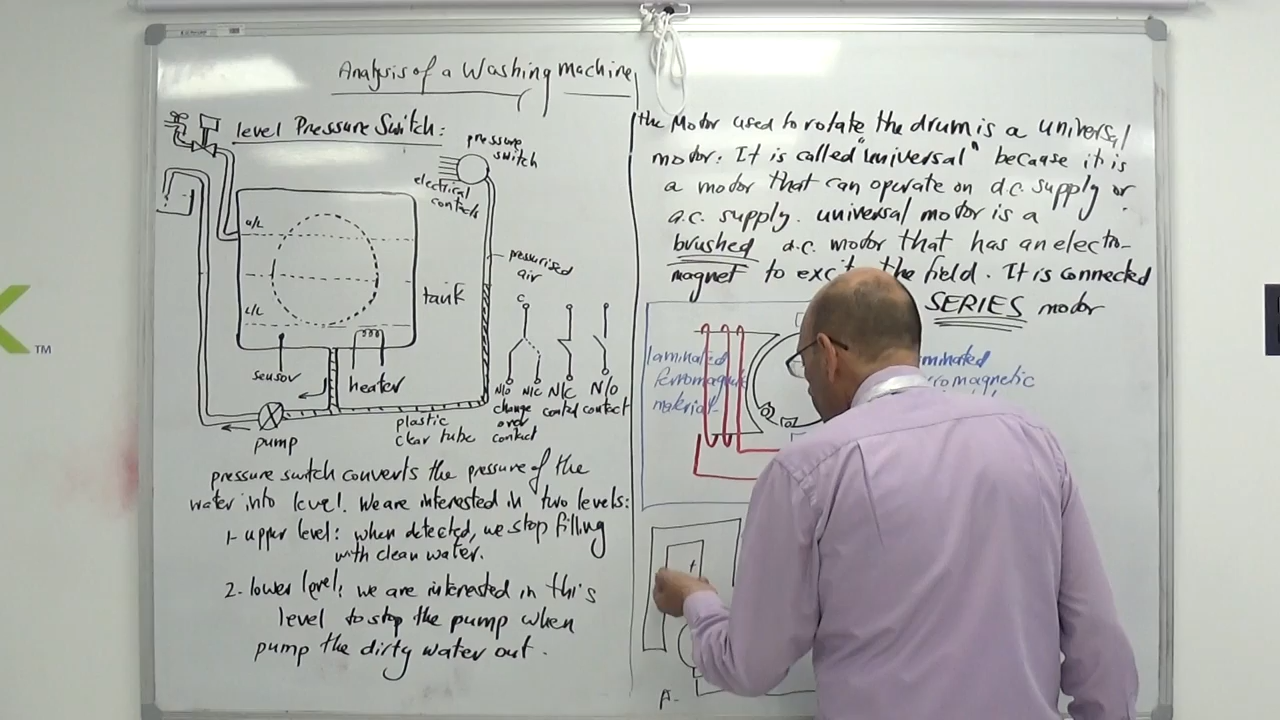 Analysis of a Washing Machine
level Pressure Switch:
pressure
switch
electrical
contacts
u/L
L/L
pressurised
air
tank
C
sensor
heater
N/O
N/C
N/C
N/O
change
over
contact
contct
contact
pump
plastic
clear tube
pressure switch converts the pressure of the
water into level. We are interested in two levels:
1- upper level: when detected, we stop filling
with clean water.
2- lower level: we are interested in this
level to stop the pump when
pump the dirty water out.
the Motor used to rotate the drum is a universal
motor. It is called "universal" because it is
a motor that can operate on d.c. supply or
a.c. supply. universal motor is a
brushed d.c. motor that has an electro-
magnet to excite the field. It is connected
SERIES motor
laminated
ferromagnetic
material
™